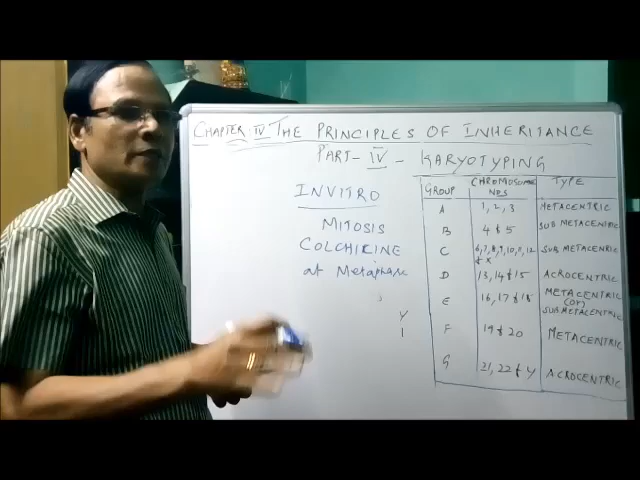 CHAPTER IV. THE PRINCIPLES OF INHERITANCE
PART- IV - KARYOTYPING
INVITRO
MITOSIS
COLCHICINE
at Metaphase
Y
1
GROUP CHROMOSOME NOS TYPE
A 1, 2, 3 METACENTRIC
B 4 & 5 SUB METACENTRIC
C 6, 7, 8, 9, 10, 11, 12 & X SUB METACENTRIC
D 13, 14 & 15 ACROCENTRIC
E 16, 17 & 18 METACENTRIC (OR) SUBMETACENTRIC
F 19 & 20 METACENTRIC
G 21, 22 & Y ACROCENTRIC